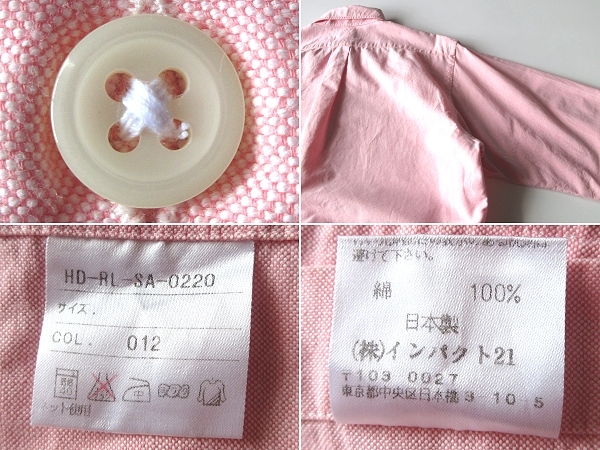 HD-RL-SA-0220
サイズ.
COL. 012
ネット使用
避けて下さい。
綿 100%
日本製
(株)インパクト21
〒103 0027
東京都中央区日本橋3-10-5